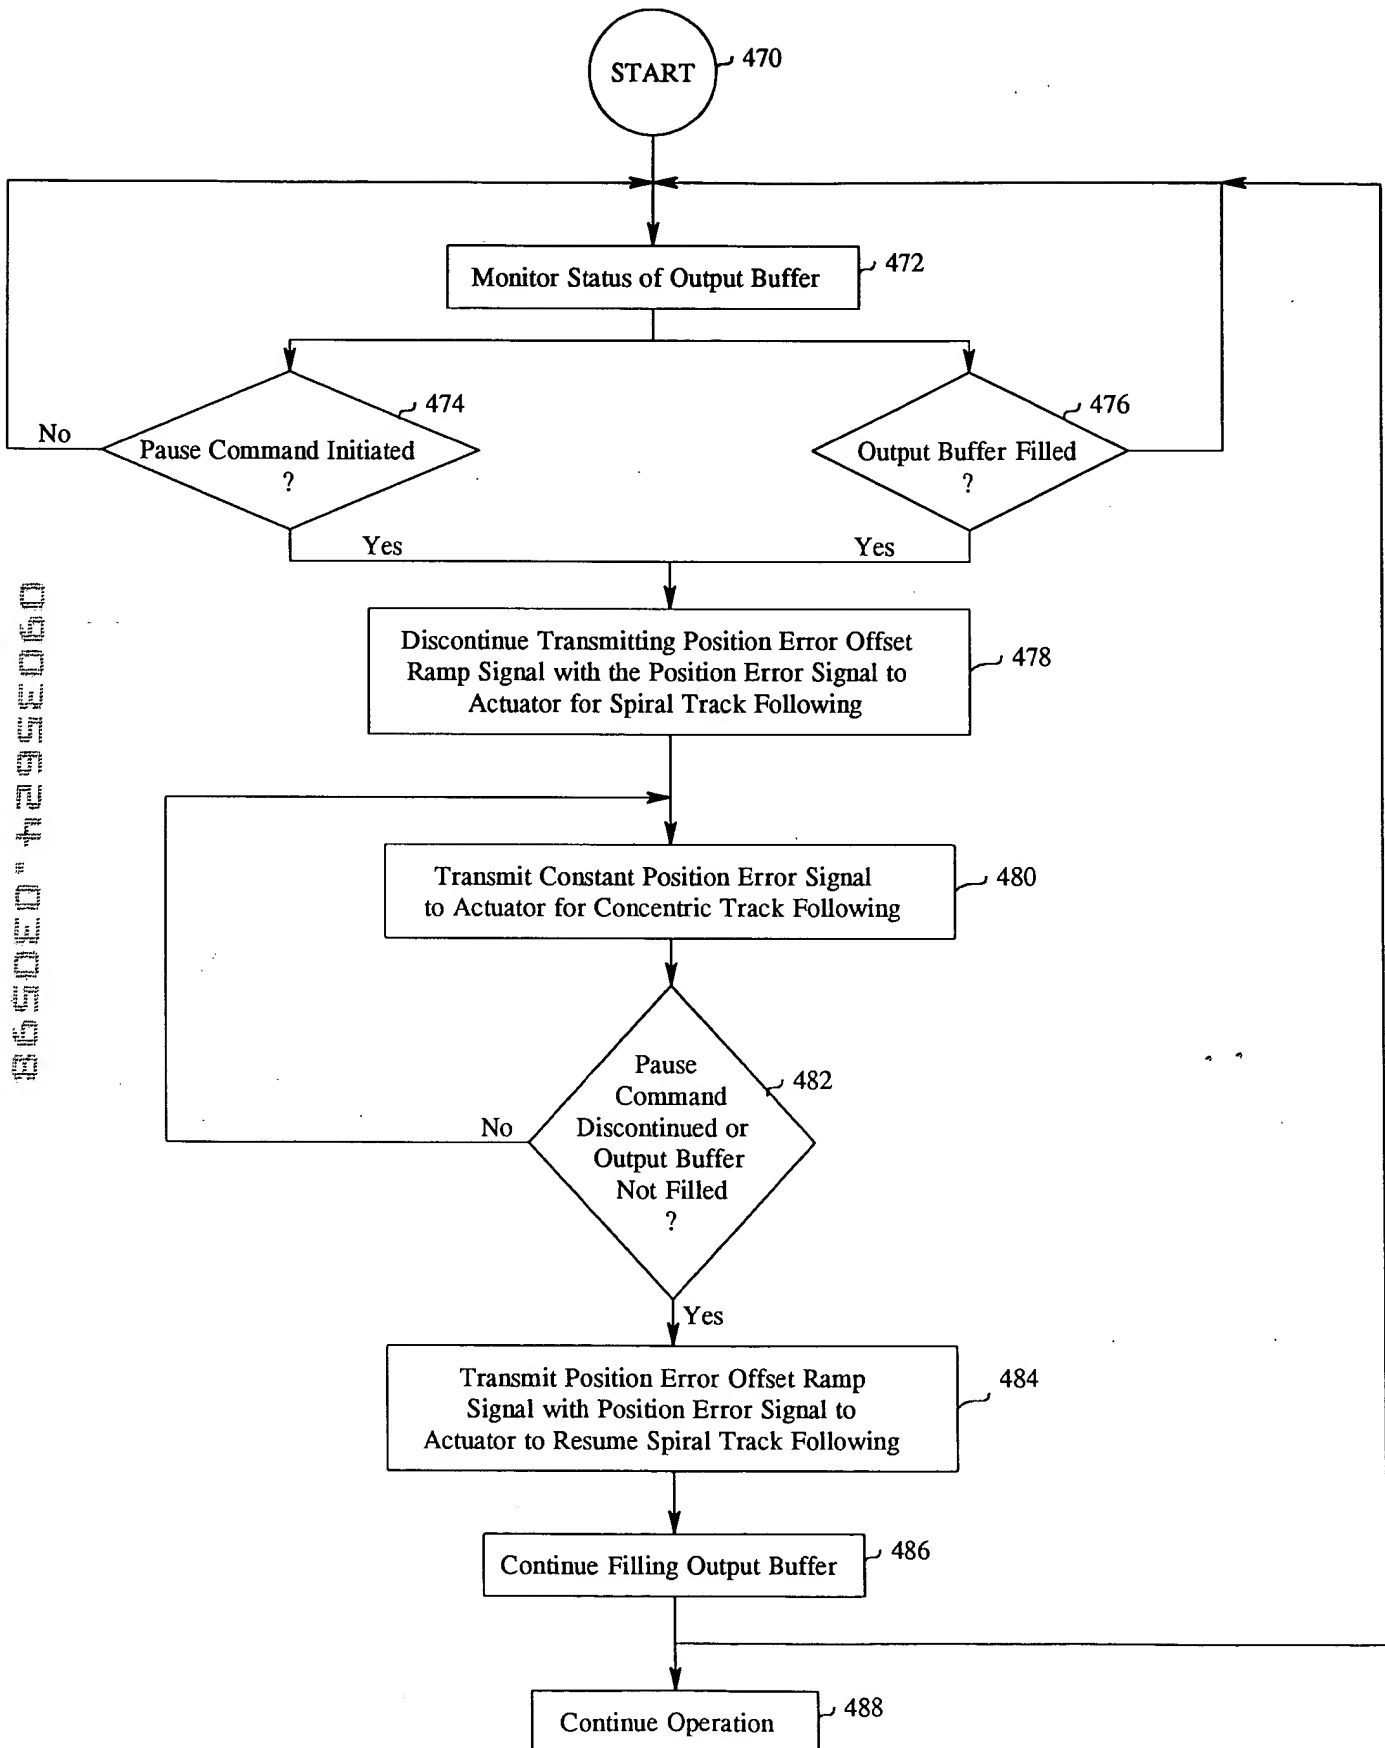 START
470
Monitor Status of Output Buffer
472
474
476
No
Pause Command Initiated
?
Output Buffer Filled
?
Yes
Yes
Discontinue Transmitting Position Error Offset
Ramp Signal with the Position Error Signal to
Actuator for Spiral Track Following
478
Transmit Constant Position Error Signal
to Actuator for Concentric Track Following
480
Pause
Command
Discontinued or
Output Buffer
Not Filled
?
482
No
Yes
Transmit Position Error Offset Ramp
Signal with Position Error Signal to
Actuator to Resume Spiral Track Following
484
Continue Filling Output Buffer
486
Continue Operation
488
09035624.030598